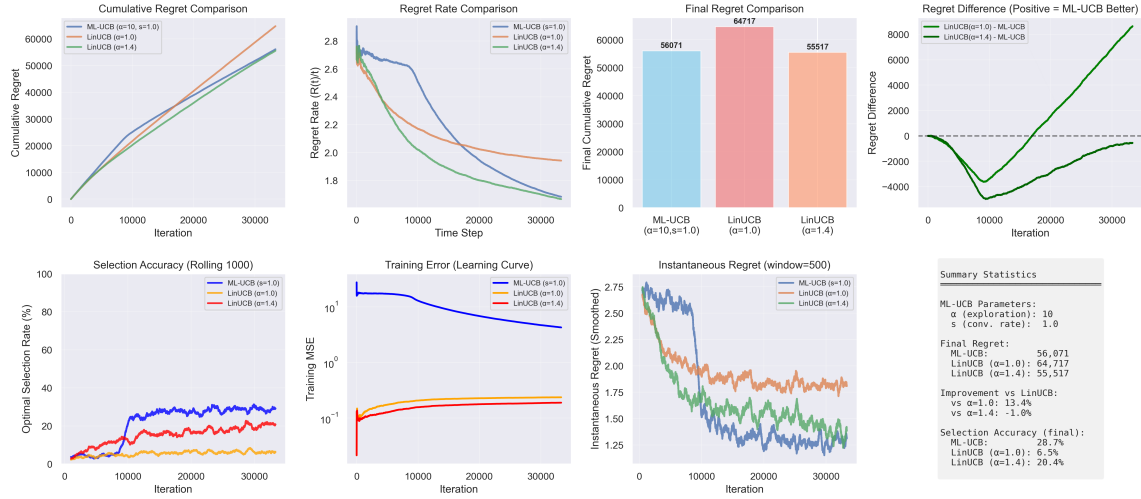 Cumulative Regret Comparison
Cumulative Regret
60000
50000
40000
30000
20000
10000
0
ML-UCB (α=10, s=1.0)
LinUCB (α=1.0)
LinUCB (α=1.4)
0
10000
20000
30000
Iteration
Regret Rate Comparison
Regret Rate (R(t)/t)
2.8
2.6
2.4
2.2
2.0
1.8
ML-UCB (s=1.0)
LinUCB (α=1.0)
LinUCB (α=1.4)
0
10000
20000
30000
Time Step
Final Regret Comparison
Final Cumulative Regret
60000
50000
40000
30000
20000
10000
0
56071
64717
55517
ML-UCB
(α=10,s=1.0)
LinUCB
(α=1.0)
LinUCB
(α=1.4)
Regret Difference (Positive = ML-UCB Better)
Regret Difference
8000
6000
4000
2000
0
−2000
−4000
LinUCB(α=1.0) - ML-UCB
LinUCB(α=1.4) - ML-UCB
0
10000
20000
30000
Iteration
Selection Accuracy (Rolling 1000)
Optimal Selection Rate (%)
100
80
60
40
20
0
ML-UCB (s=1.0)
LinUCB (α=1.0)
LinUCB (α=1.4)
0
10000
20000
30000
Iteration
Training Error (Learning Curve)
Training MSE
10¹
10⁰
10⁻¹
ML-UCB (s=1.0)
LinUCB (α=1.0)
LinUCB (α=1.4)
0
10000
20000
30000
Iteration
Instantaneous Regret (window=500)
Instantaneous Regret (Smoothed)
2.75
2.50
2.25
2.00
1.75
1.50
1.25
ML-UCB (s=1.0)
LinUCB (α=1.0)
LinUCB (α=1.4)
0
10000
20000
30000
Iteration
Summary Statistics
ML-UCB Parameters:
α (exploration): 10
s (conv. rate): 1.0
Final Regret:
ML-UCB: 56,071
LinUCB (α=1.0): 64,717
LinUCB (α=1.4): 55,517
Improvement vs LinUCB:
vs α=1.0: 13.4%
vs α=1.4: -1.0%
Selection Accuracy (final):
ML-UCB: 28.7%
LinUCB (α=1.0): 6.5%
LinUCB (α=1.4): 20.4%